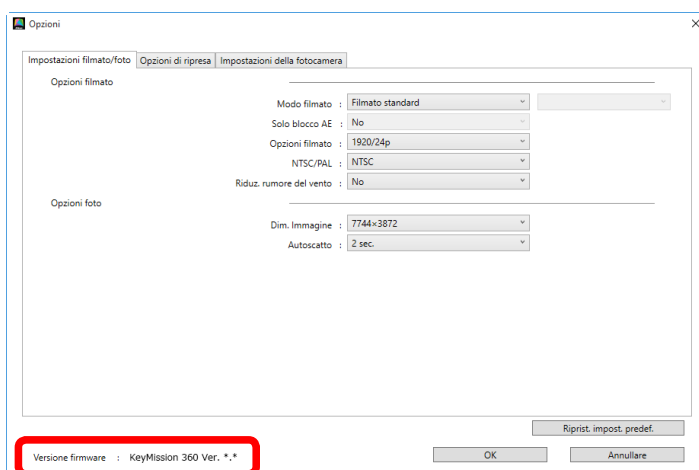 Opzioni
Impostazioni filmato/foto Opzioni di ripresa Impostazioni della fotocamera
Opzioni filmato
Modo filmato : Filmato standard
Solo blocco AE : No
Opzioni filmato : 1920/24p
NTSC/PAL : NTSC
Riduz. rumore del vento : No
Opzioni foto
Dim. Immagine : 7744×3872
Autoscatto : 2 sec.
Riprist. impost. predef.
Versione firmware : KeyMission 360 Ver. *.* OK Annullare